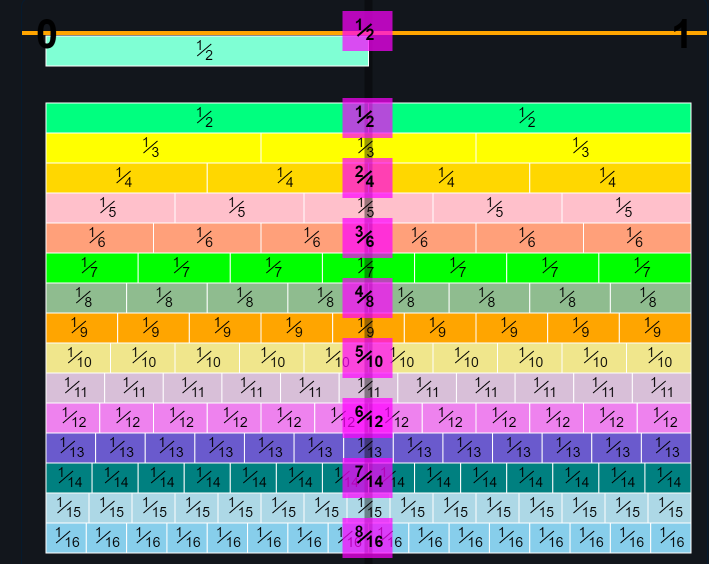 0 ½ 1
½
½ ½ ½
⅓ ⅓ ⅓
¼ ¼ 2/4 ¼ ¼
⅕ ⅕ ⅕ ⅕ ⅕
⅙ ⅙ ⅙ 3/6 ⅙ ⅙ ⅙
1/7 1/7 1/7 1/7 1/7 1/7 1/7
⅛ ⅛ ⅛ ⅛ 4/8 ⅛ ⅛ ⅛ ⅛
1/9 1/9 1/9 1/9 1/9 1/9 1/9 1/9 1/9
1/10 1/10 1/10 1/10 1/10 5/10 1/10 1/10 1/10 1/10 1/10
1/11 1/11 1/11 1/11 1/11 1/11 1/11 1/11 1/11 1/11 1/11
1/12 1/12 1/12 1/12 1/12 1/12 6/12 1/12 1/12 1/12 1/12 1/12 1/12
1/13 1/13 1/13 1/13 1/13 1/13 1/13 1/13 1/13 1/13 1/13 1/13 1/13
1/14 1/14 1/14 1/14 1/14 1/14 1/14 7/14 1/14 1/14 1/14 1/14 1/14 1/14 1/14
1/15 1/15 1/15 1/15 1/15 1/15 1/15 1/15 1/15 1/15 1/15 1/15 1/15 1/15 1/15
1/16 1/16 1/16 1/16 1/16 1/16 1/16 1/16 8/16 1/16 1/16 1/16 1/16 1/16 1/16 1/16 1/16